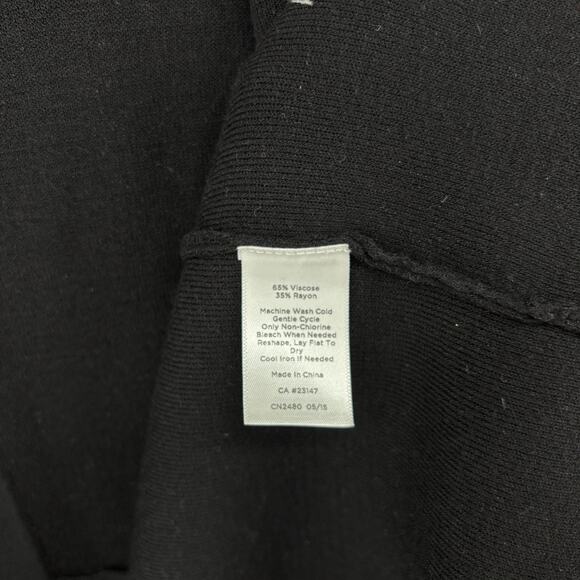 65% Viscose
35% Rayon
Machine Wash Cold
Gentle Cycle
Only Non-Chlorine
Bleach When Needed
Reshape, Lay Flat To
Dry
Cool Iron If Needed
Made In China
CA #23147
CN2480 05/15